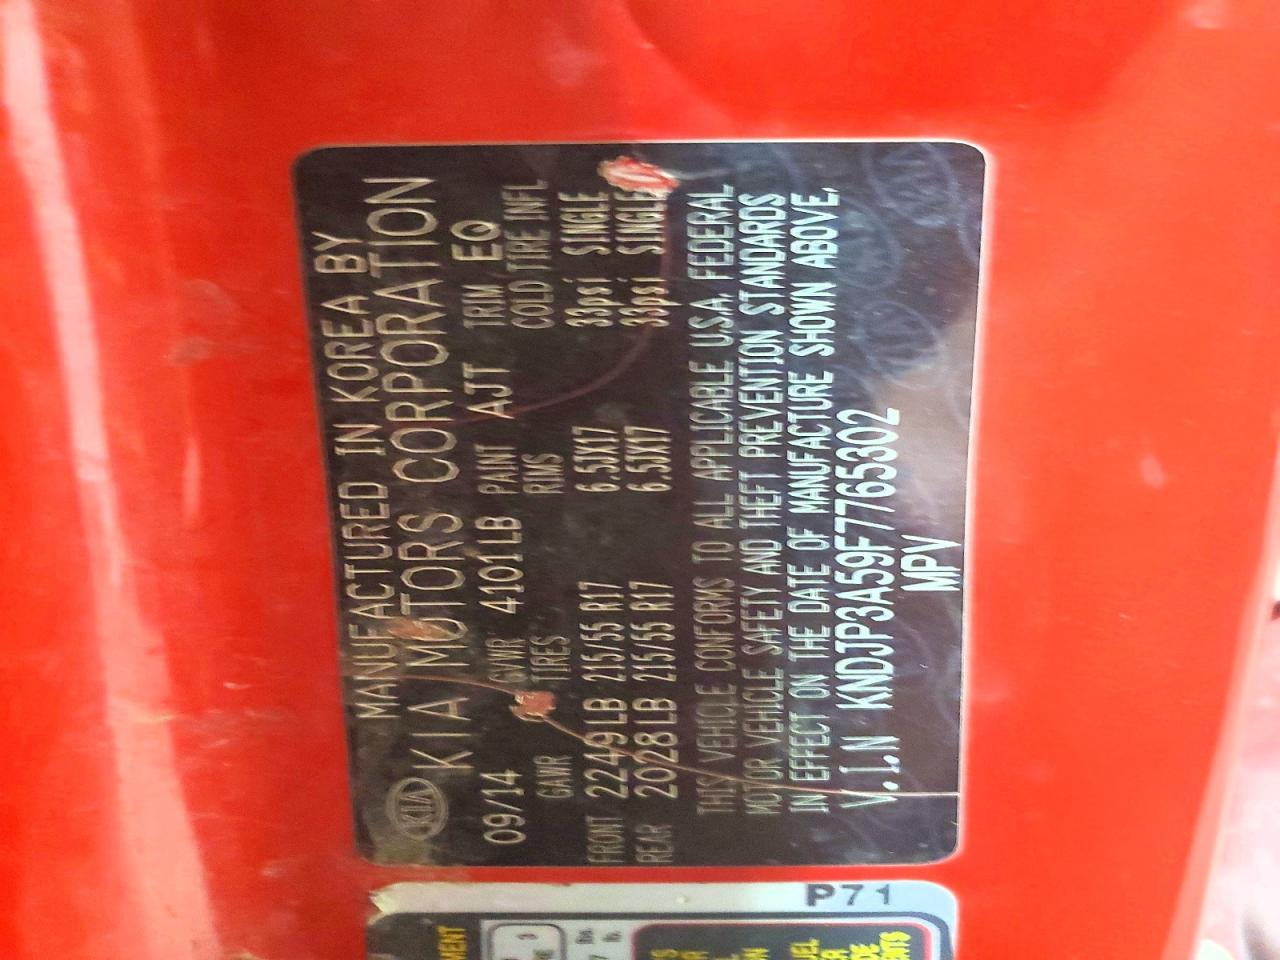 MANUFACTURED IN KOREA BY
KIA KIA MOTORS CORPORATION
09/14 GVWR 4101LB PAINT AJT TRIM EQ
GAWR TIRES RIMS COLD TIRE INFL
FRONT 2249LB 215/55 R17 6.5JX17 33psi SINGLE
REAR 2028LB 215/55 R17 6.5JX17 33psi SINGLE
THIS VEHICLE CONFORMS TO ALL APPLICABLE U.S.A. FEDERAL
MOTOR VEHICLE SAFETY AND THEFT PREVENTION STANDARDS
IN EFFECT ON THE DATE OF MANUFACTURE SHOWN ABOVE.
V.I.N KNDJP3A59F7765302
MPV
P71